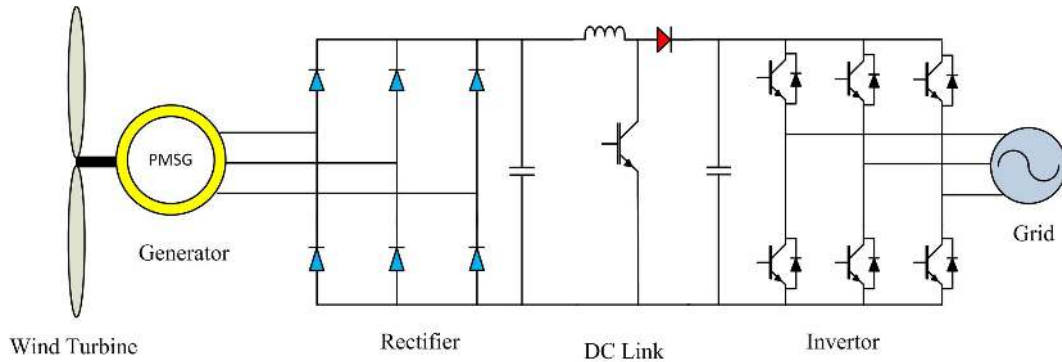 PMSG
Generator
Grid
Wind Turbine
Rectifier
DC Link
Invertor